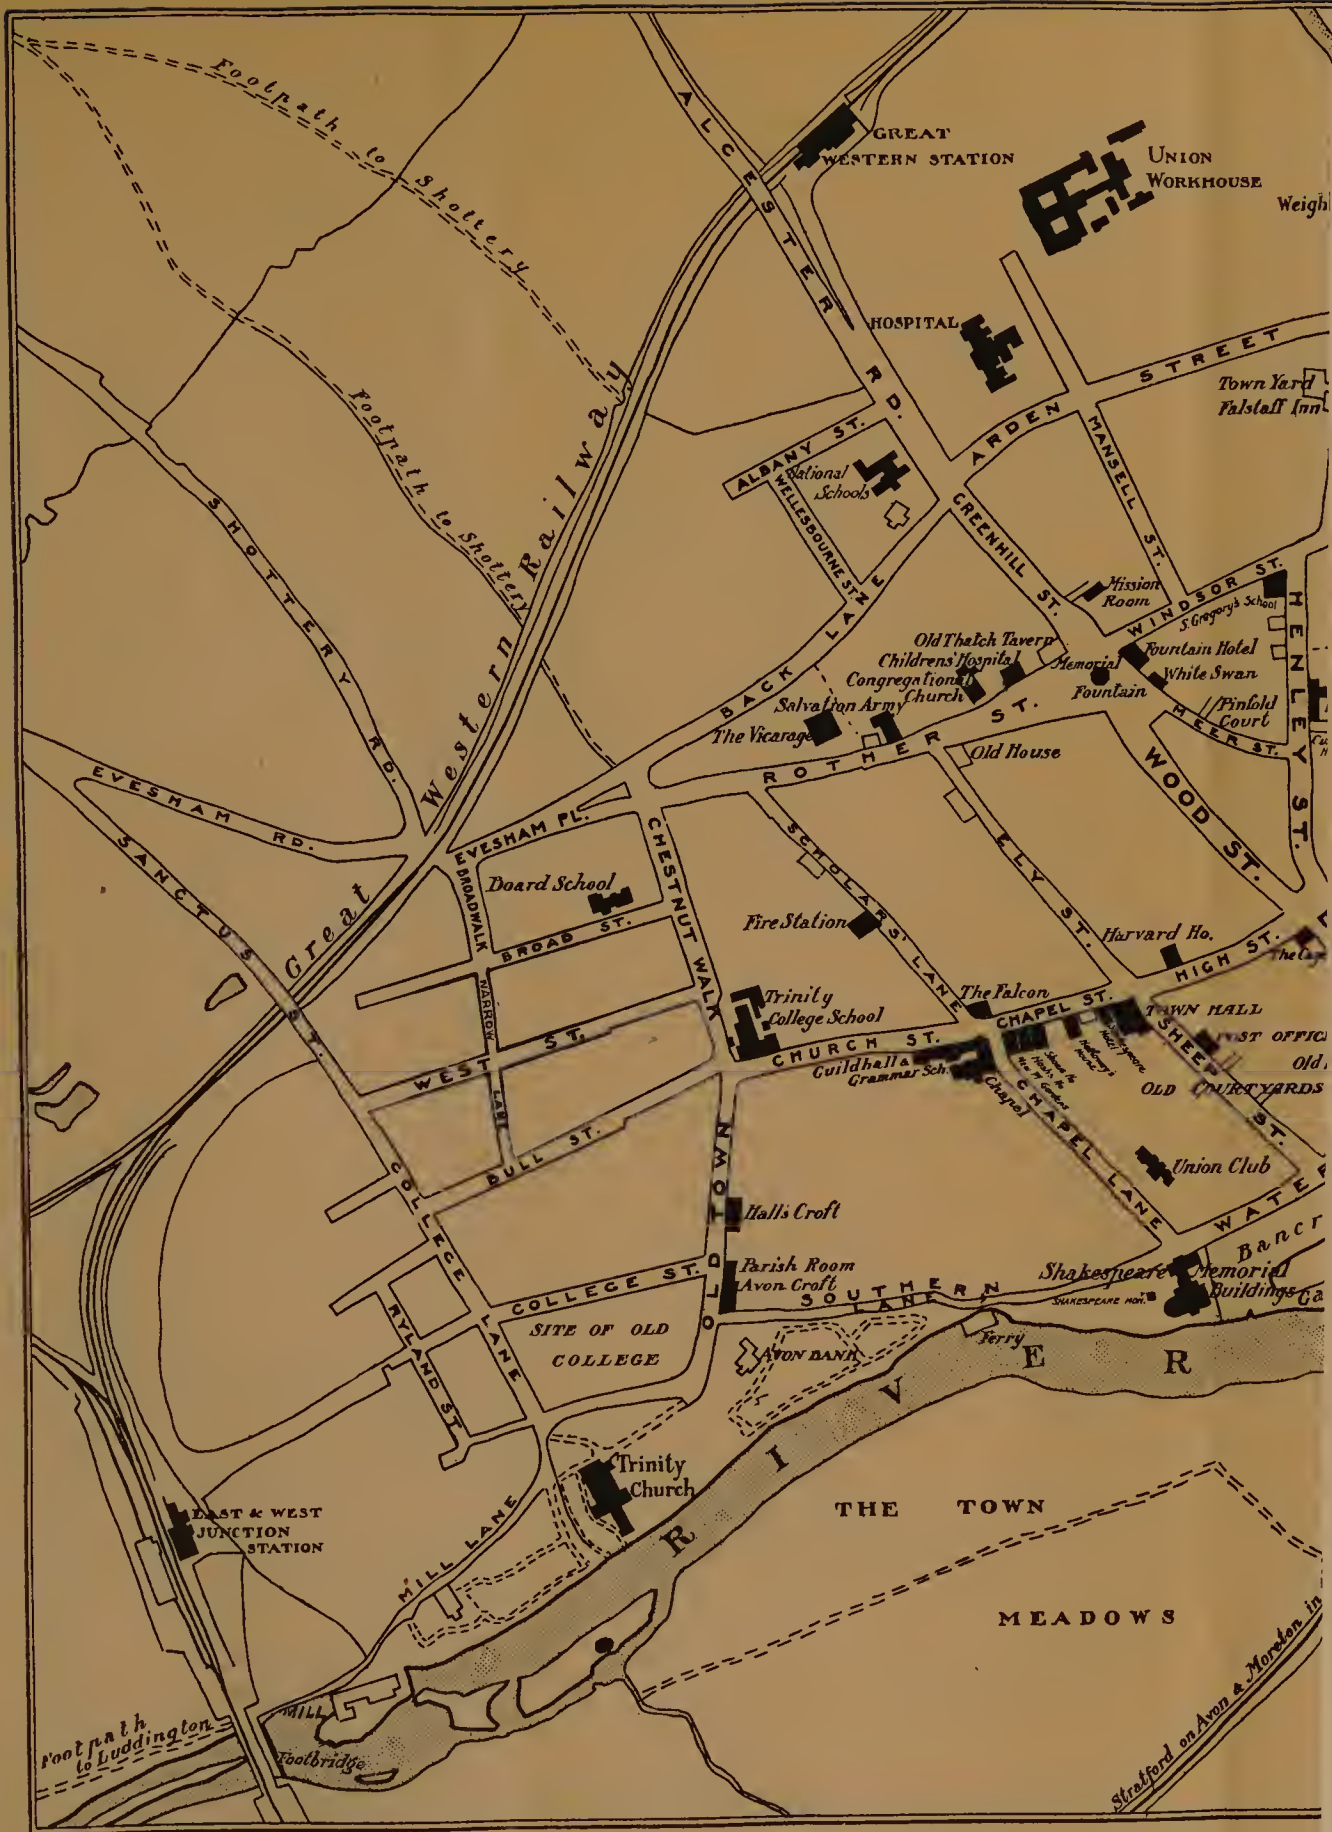 Footpath to Shottery
ALCESTER RD.
GREAT
WESTERN STATION
UNION
WORKHOUSE
HOSPITAL
ARDEN STREET
Town Yard
Falstaff Inn
Footpath to Shottery
Great Western Railway
SHOTTERY RD.
ALBANY ST.
National
Schools
WELLESBOURNE ST.
GREENHILL ST.
MANSELL ST.
Mission
Room
WINDSOR ST.
S. Gregory's School
HENLEY ST.
BACK LANE
Old Thatch Tavern
Childrens' Hospital
Congregational
Church
Salvation Army
The Vicarage
Memorial
Fountain
Fountain Hotel
White Swan
Pinfold
Court
MEER ST.
ROTHER ST.
Old House
WOOD ST.
EVESHAM RD.
SANCTUS ST.
EVESHAM PL.
BROADWALK
Board School
BROAD ST.
CHESTNUT WALK
SCHOLARS' LANE
Fire Station
ELY ST.
Harvard Ho.
HIGH ST.
The Falcon
CHAPEL ST.
TOWN HALL
SHEEP ST.
OLD COURTYARDS
Trinity
College School
CHURCH ST.
Guildhall &
Grammar Sch.
Chapel
CHAPEL LANE
Union Club
NARROW LANE
WEST ST.
BULL ST.
COLLEGE LANE
OLD TOWN
Hall's Croft
Parish Room
Avon Croft
COLLEGE ST.
SOUTHERN
LANE
Shakespeare Memorial
Buildings
SHAKESPEARE MON.
SITE OF OLD
COLLEGE
RYLAND ST.
AVON BANK
Ferry
RIVER
Trinity
Church
EAST & WEST
JUNCTION
STATION
MILL LANE
THE TOWN
MEADOWS
Stratford on Avon & Moreton in
MILL
Footbridge
Footpath
to Luddington